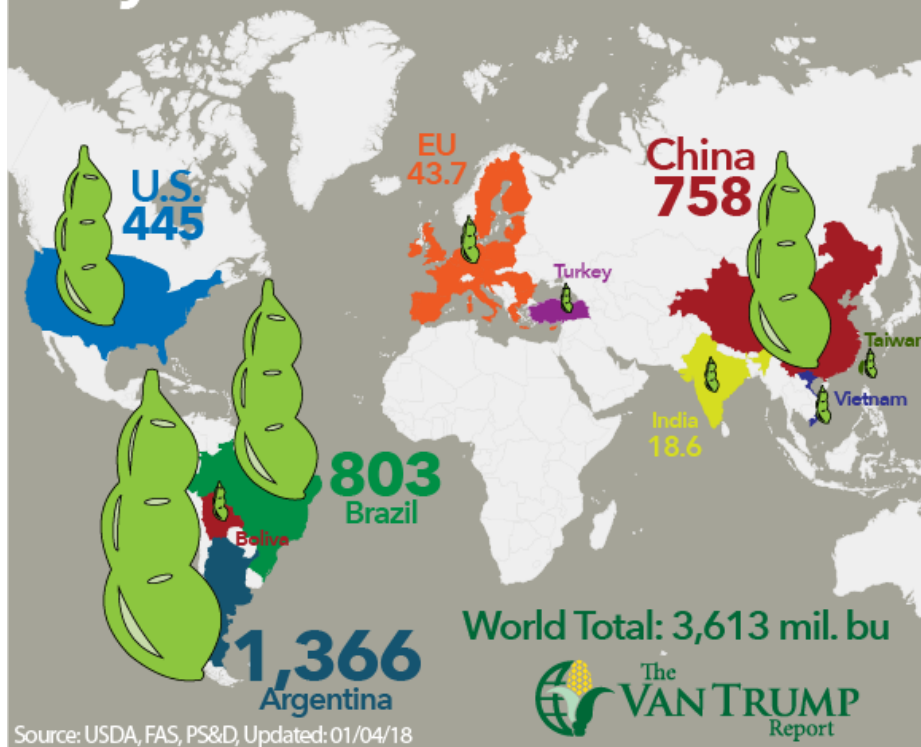 EU
43.7
China
758
U.S.
445
Turkey
Taiwan
Vietnam
India
18.6
803
Brazil
Boliva
1,366
Argentina
World Total: 3,613 mil. bu
The
VAN TRUMP
Report
Source: USDA, FAS, PS&D, Updated: 01/04/18